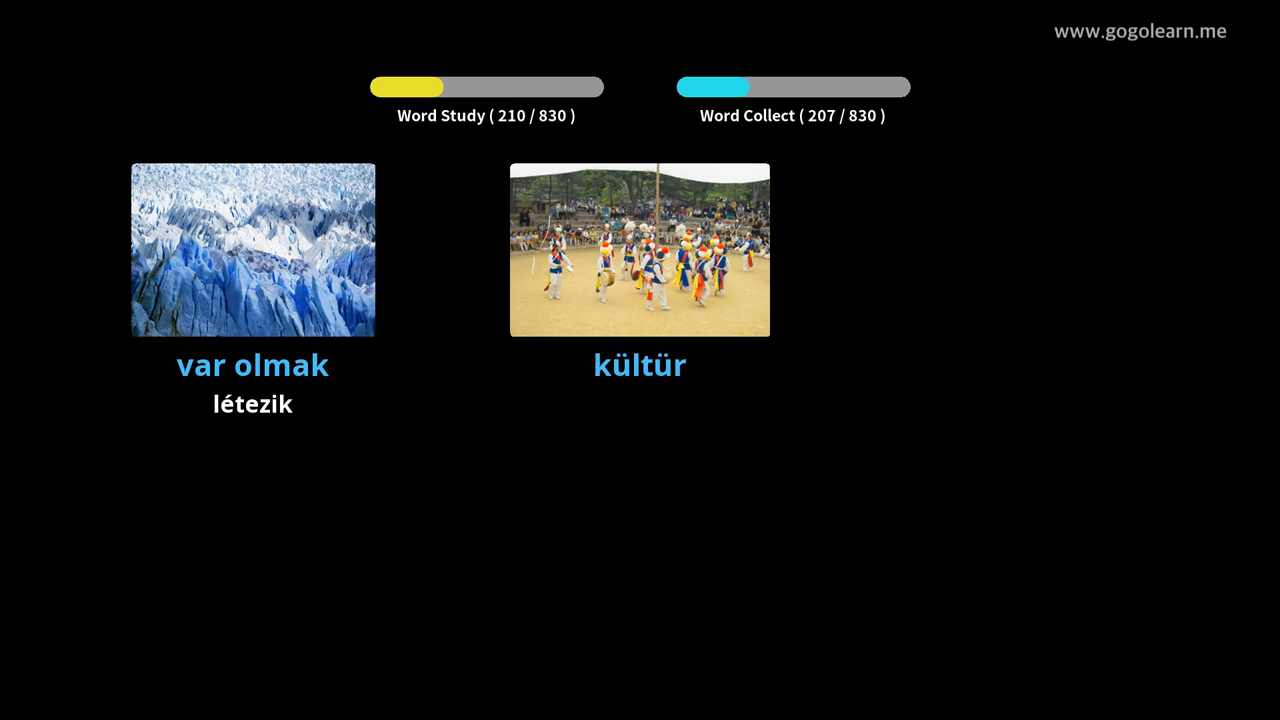 www.gogolearn.me
Word Study ( 210 / 830 )
Word Collect ( 207 / 830 )
var olmak
létezik
kültür